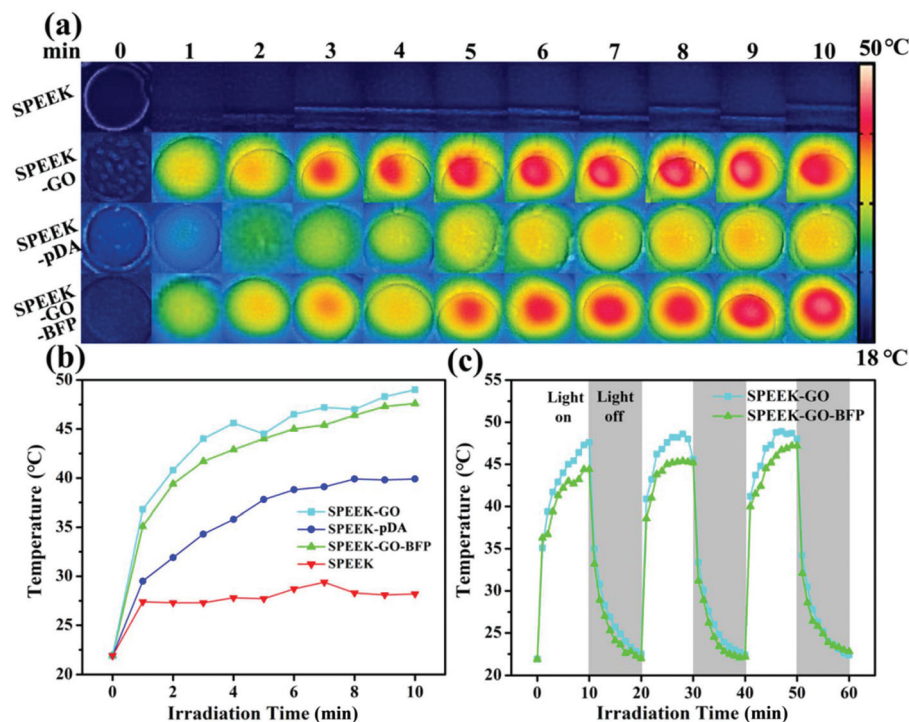 (a)
min 0 1 2 3 4 5 6 7 8 9 10 50 °C
SPEEK
SPEEK
-GO
SPEEK
-pDA
SPEEK
-GO
-BFP
18 °C
(b)
50
45
40
35
30
25
20
Temperature (°C)
SPEEK-GO
SPEEK-pDA
SPEEK-GO-BFP
SPEEK
0 2 4 6 8 10
Irradiation Time (min)
(c)
55
50
45
40
35
30
25
20
Temperature (°C)
Light
on
Light
off
SPEEK-GO
SPEEK-GO-BFP
0 10 20 30 40 50 60
Irradiation Time (min)